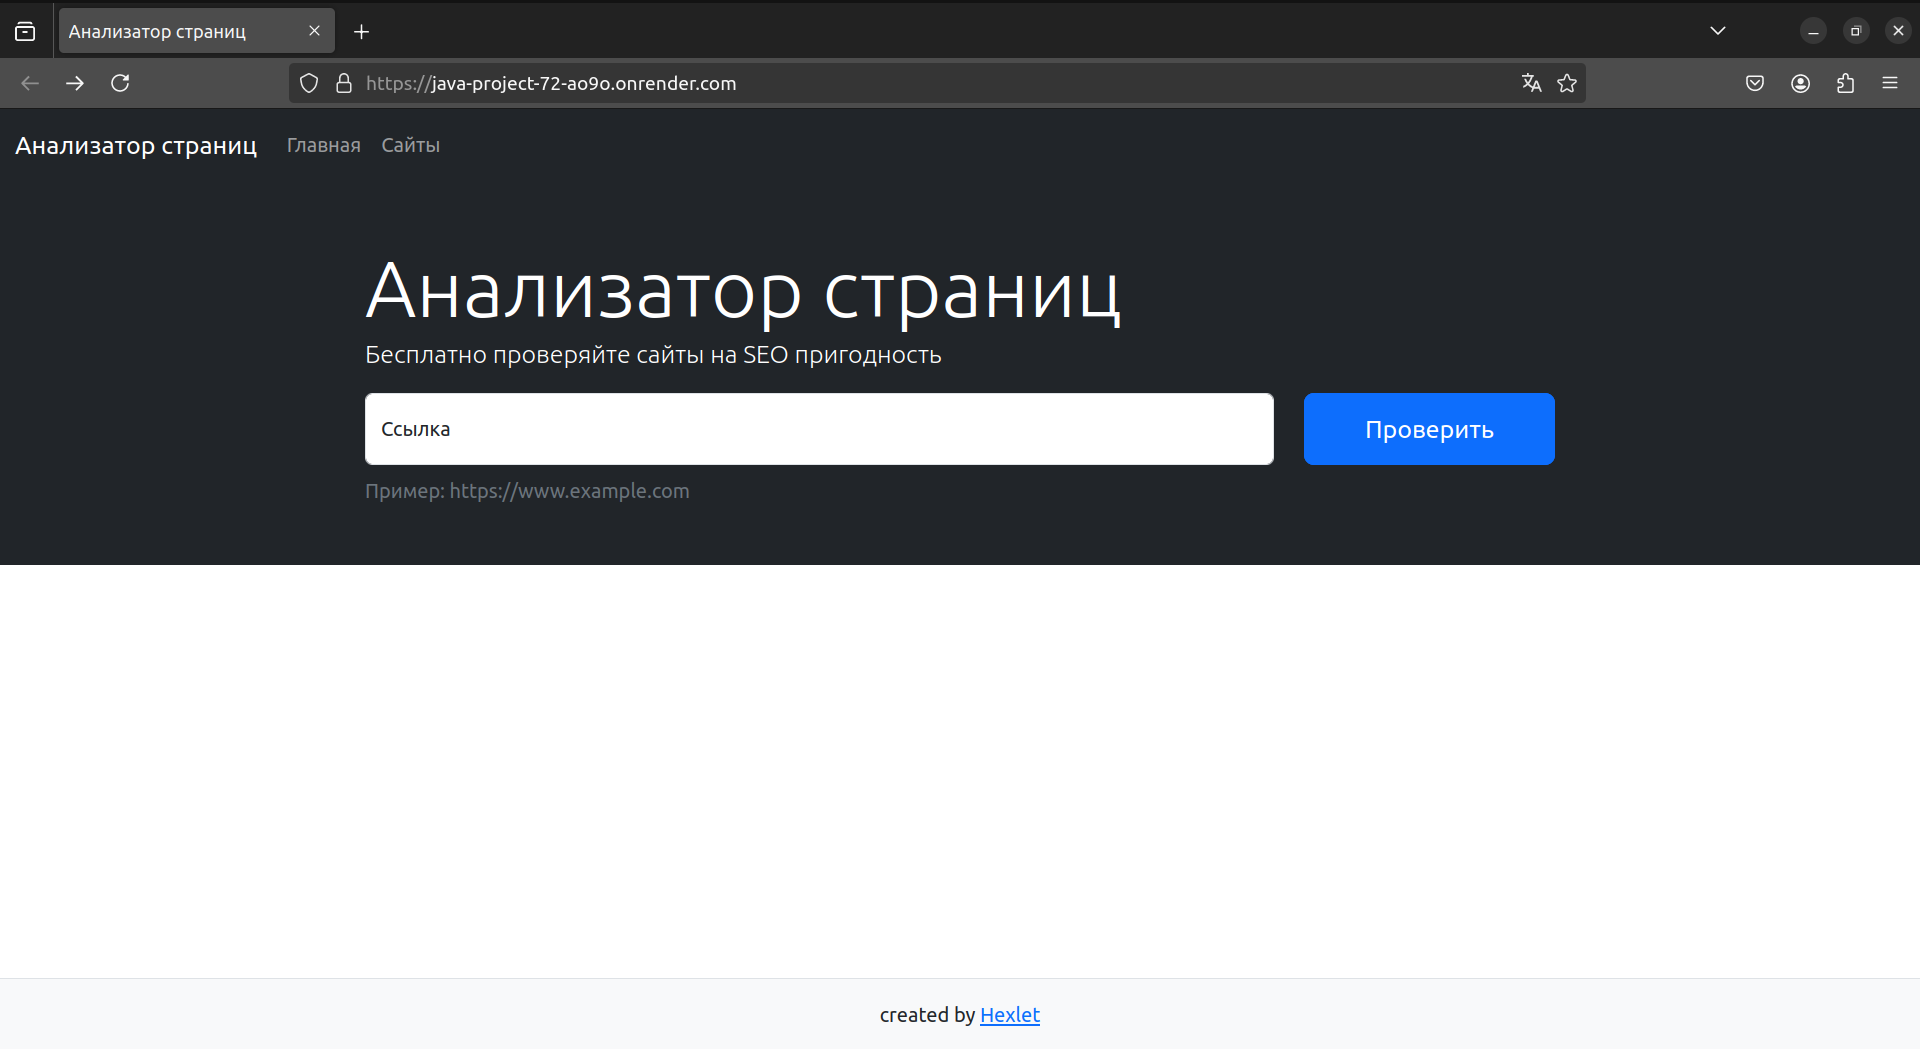 Анализатор страниц
https://java-project-72-ao9o.onrender.com
Анализатор страниц Главная Сайты
Анализатор страниц
Бесплатно проверяйте сайты на SEO пригодность
Ссылка Проверить
Пример: https://www.example.com
created by Hexlet